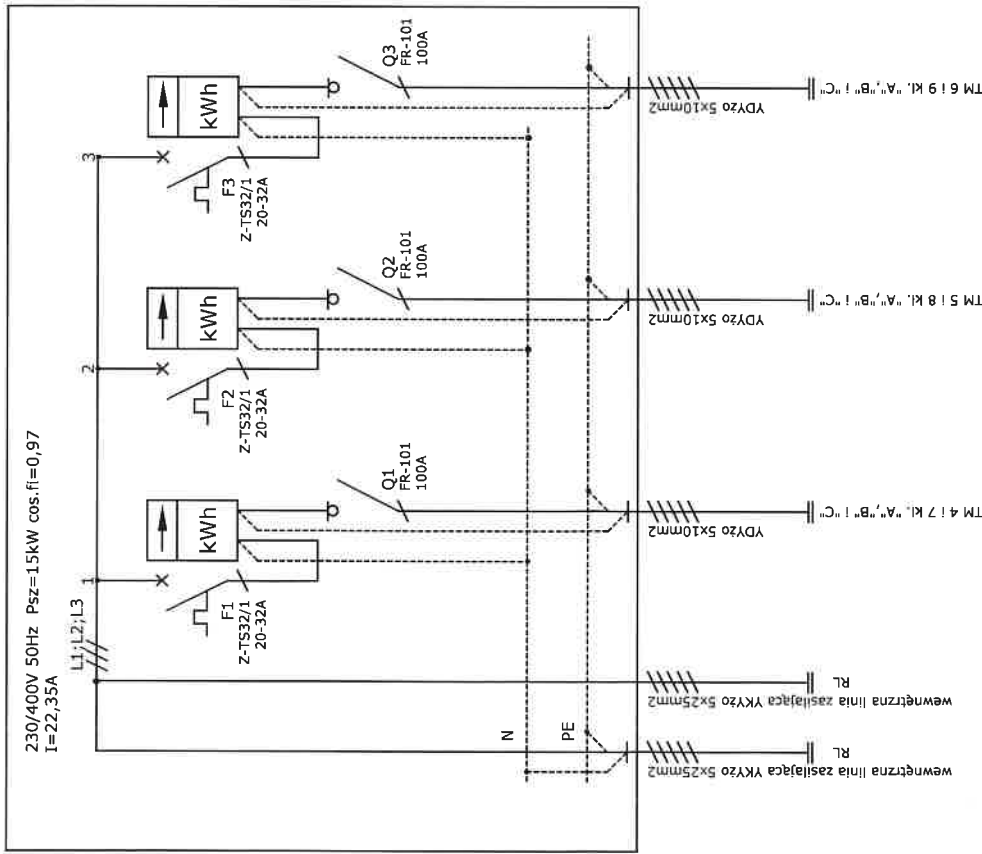 230/400V 50Hz Psz=15kW cos.fi=0,97
I=22,35A
L1;L2;L3
1
2
3
kWh
kWh
kWh
F1
Z-TS32/1
20-32A
F2
Z-TS32/1
20-32A
F3
Z-TS32/1
20-32A
Q1
FR-101
100A
Q2
FR-101
100A
Q3
FR-101
100A
N
PE
wewnętrzna linia zasilająca YKYżo 5x25mm2
RL
wewnętrzna linia zasilająca YKYżo 5x25mm2
RL
YDYżo 5x10mm2
TM 4 i 7 kl. "A","B" i "C"
YDYżo 5x10mm2
TM 5 i 8 kl. "A","B" i "C"
YDYżo 5x10mm2
TM 6 i 9 kl. "A","B" i "C"